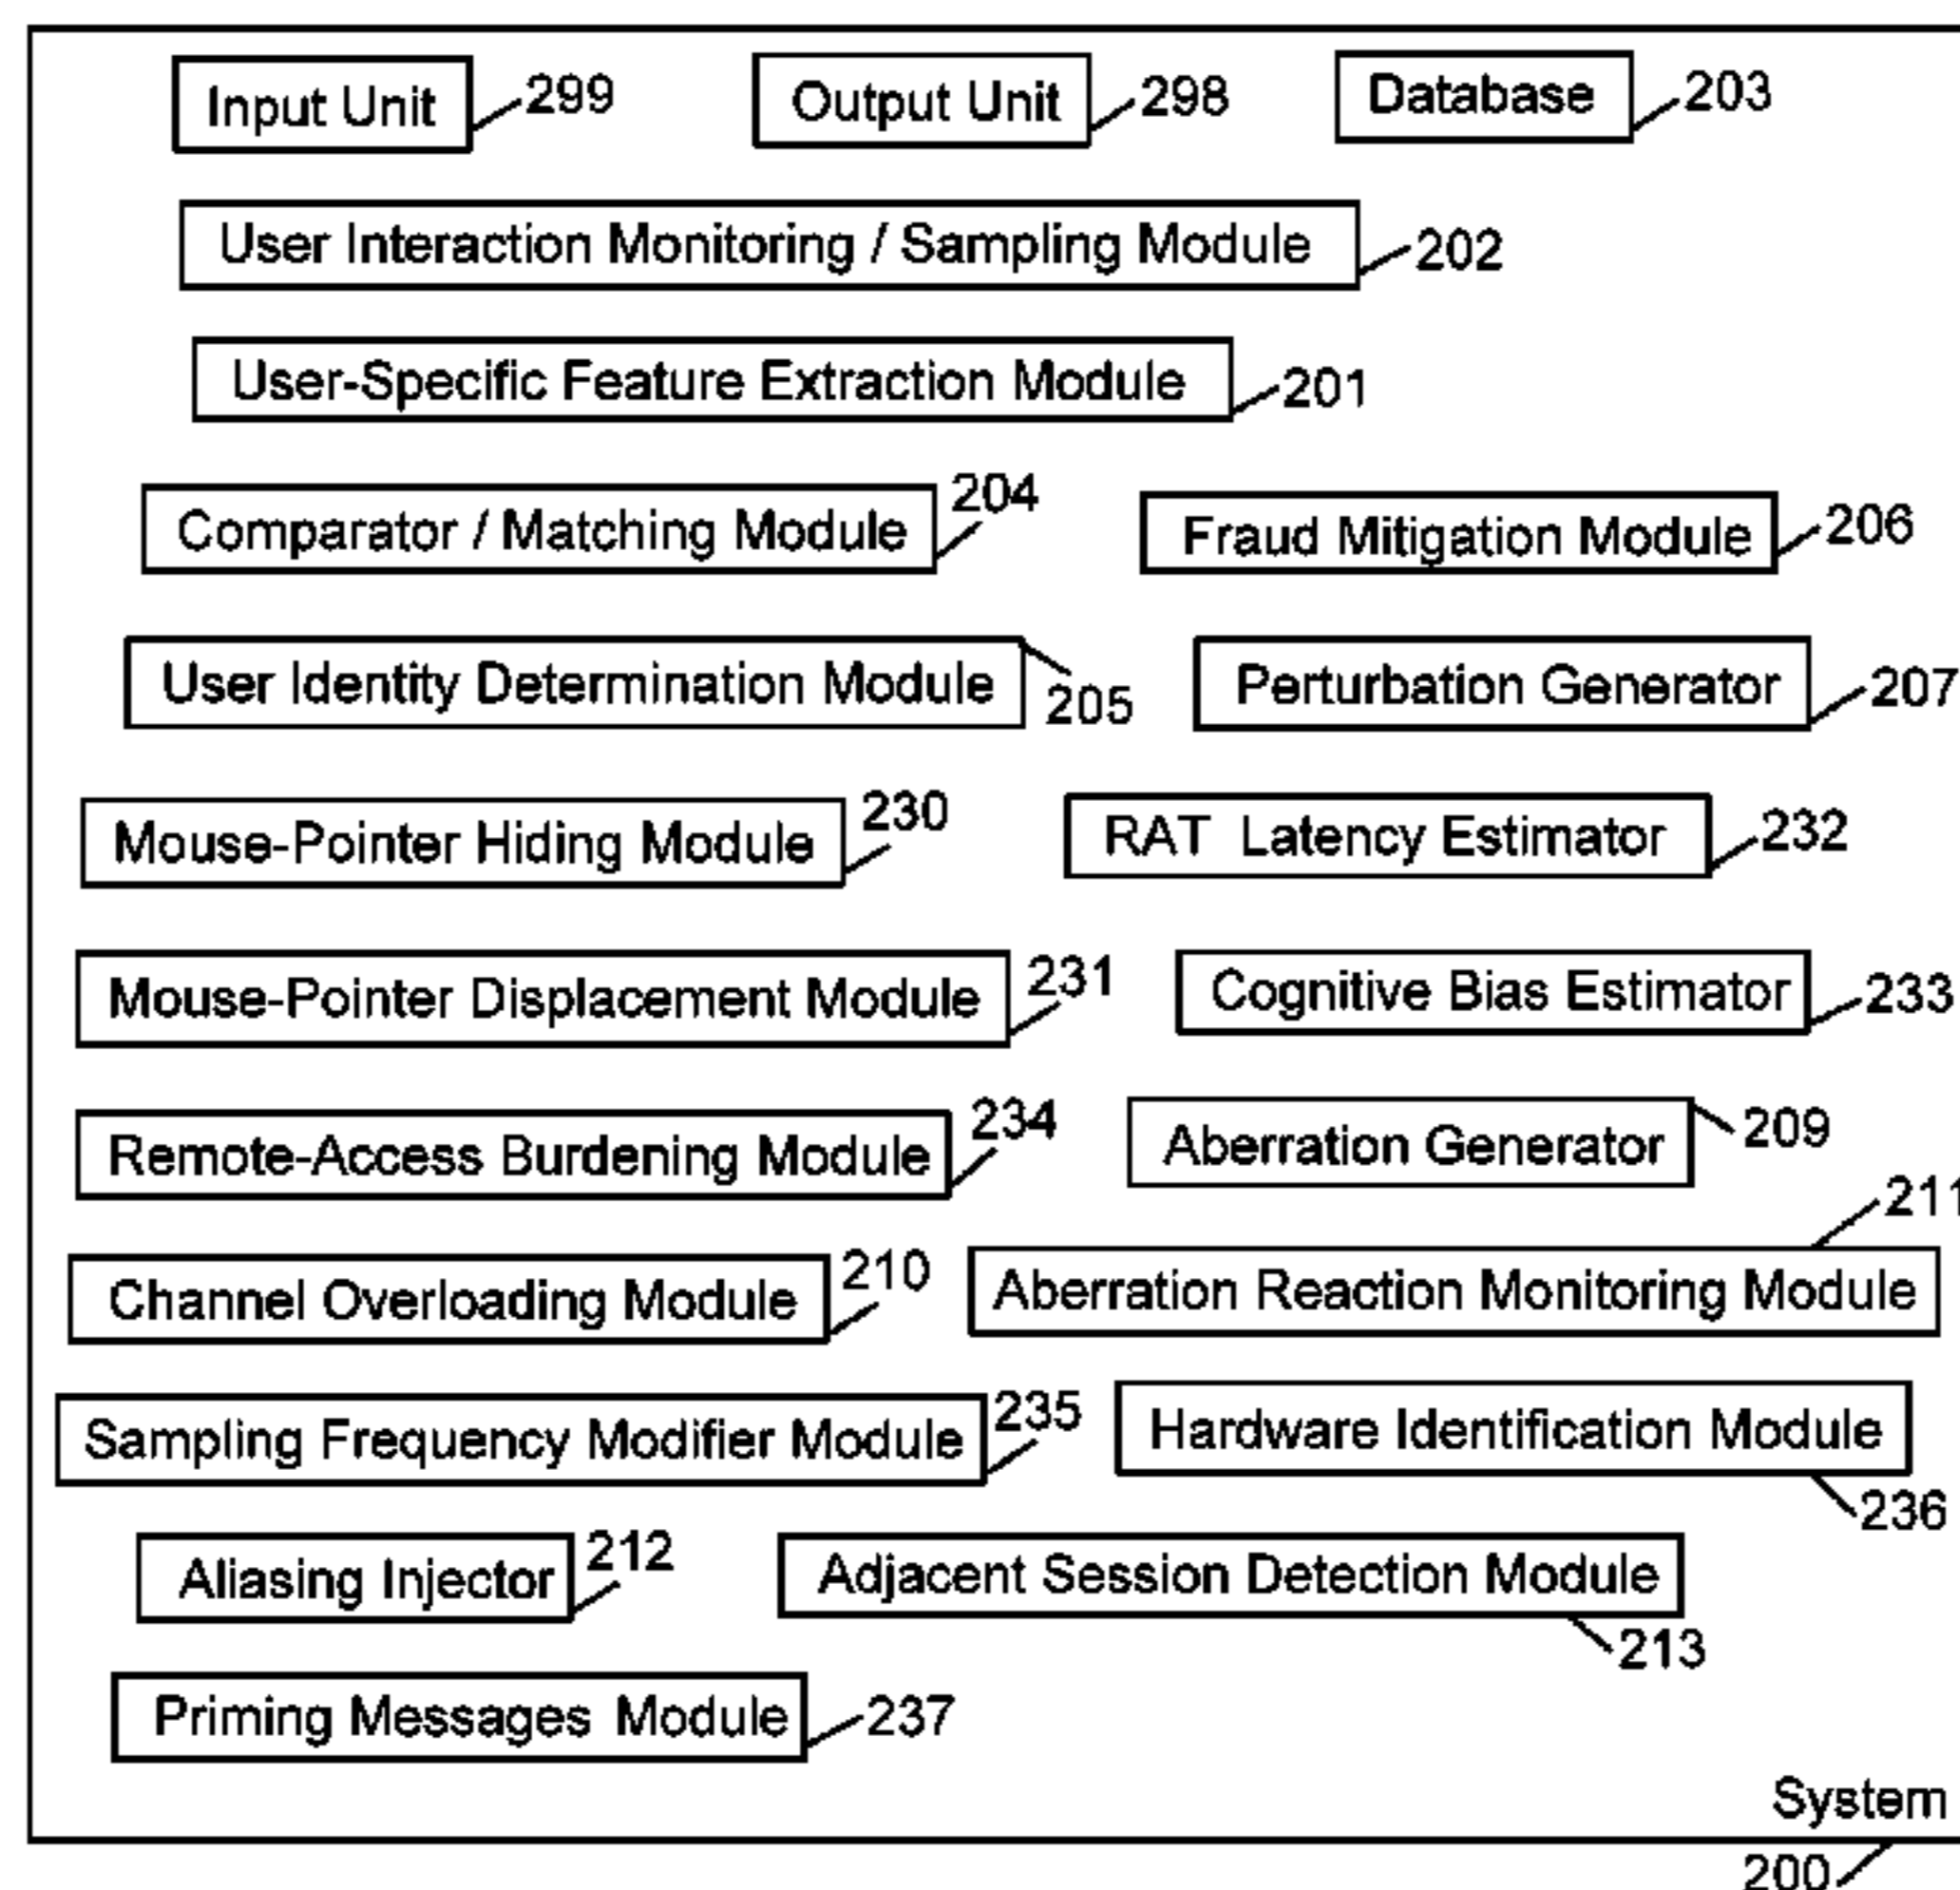 Input Unit 299 Output Unit 298 Database 203
User Interaction Monitoring / Sampling Module 202
User-Specific Feature Extraction Module 201
Comparator / Matching Module 204 Fraud Mitigation Module 206
User Identity Determination Module 205 Perturbation Generator 207
Mouse-Pointer Hiding Module 230 RAT Latency Estimator 232
Mouse-Pointer Displacement Module 231 Cognitive Bias Estimator 233
Remote-Access Burdening Module 234 Aberration Generator 209
Channel Overloading Module 210 Aberration Reaction Monitoring Module 211
Sampling Frequency Modifier Module 235 Hardware Identification Module 236
Aliasing Injector 212 Adjacent Session Detection Module 213
Priming Messages Module 237
System
200